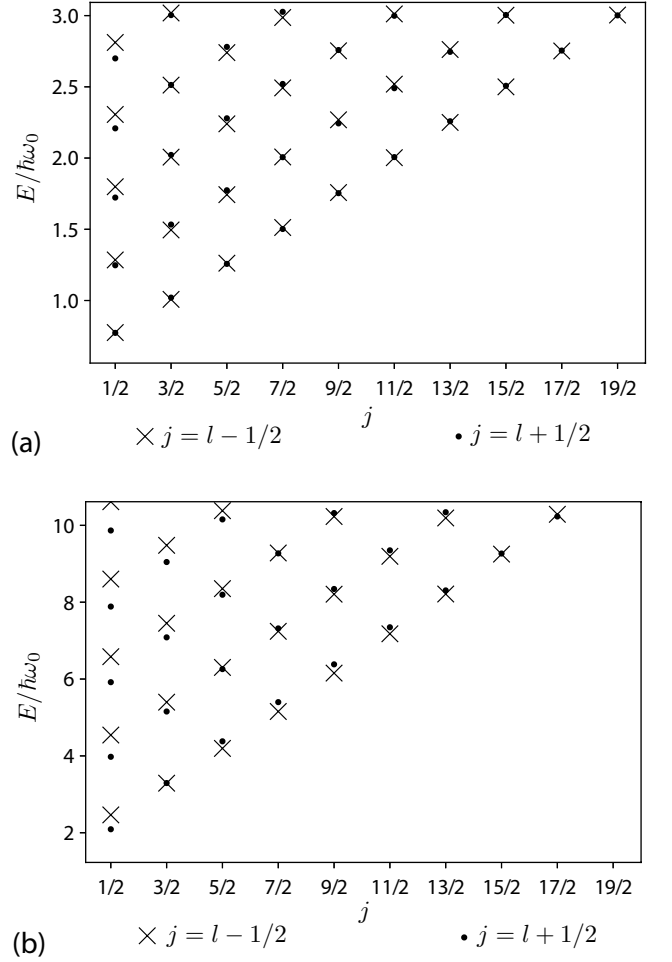 3.0
2.5
2.0
1.5
1.0
E/ħω₀
1/2 3/2 5/2 7/2 9/2 11/2 13/2 15/2 17/2 19/2
j
(a)
× j = l − 1/2 • j = l + 1/2
10
8
6
4
2
E/ħω₀
1/2 3/2 5/2 7/2 9/2 11/2 13/2 15/2 17/2 19/2
j
(b)
× j = l − 1/2 • j = l + 1/2